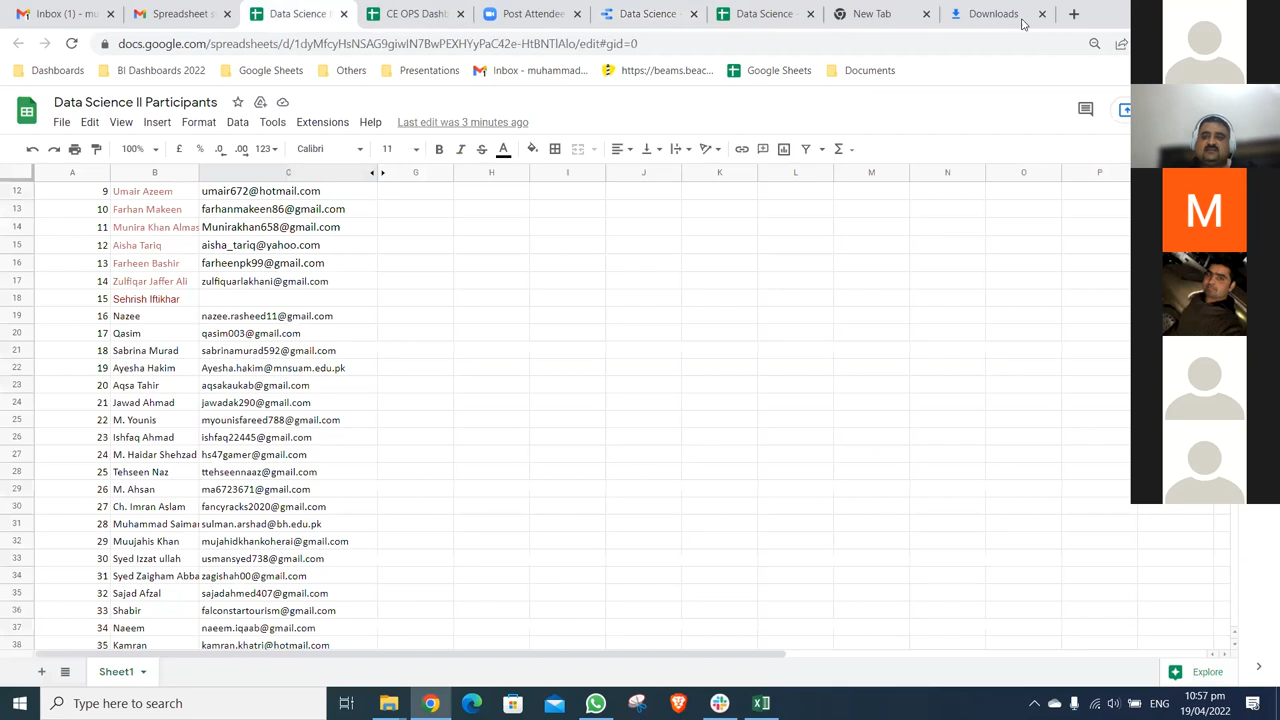 Inbox (1) - mu
Spreadsheet s
Data Science I
CE OPS Dashb
Post Attendee
Data Science -
Data Science
New Tab
Downloads
docs.google.com/spreadsheets/d/1dyMfcyHsNSAG9giwIN7wPEXHYyPaC42e-HtBNTlAlo/edit#gid=0
Dashboards
BI Dashboards 2022
Google Sheets
Others
Presentations
Inbox - muhammad...
https://beams.beac...
Google Sheets
Documents
Data Science II Participants
File Edit View Insert Format Data Tools Extensions Help Last edit was 3 minutes ago
100% £ % .0 .00 123 Calibri 11 B I S A
A B C G H I J K L M N O P
12 9 Umair Azeem umair672@hotmail.com
13 10 Farhan Makeen farhanmakeen86@gmail.com
14 11 Munira Khan Almas Munirakhan658@gmail.com
15 12 Aisha Tariq aisha_tariq@yahoo.com
16 13 Farheen Bashir farheenpk99@gmail.com
17 14 Zulfiqar Jaffer Ali zulfiquarlakhani@gmail.com
18 15 Sehrish Iftikhar
19 16 Nazee nazee.rasheed11@gmail.com
20 17 Qasim qasim003@gmail.com
21 18 Sabrina Murad sabrinamurad592@gmail.com
22 19 Ayesha Hakim Ayesha.hakim@mnsuam.edu.pk
23 20 Aqsa Tahir aqsakaukab@gmail.com
24 21 Jawad Ahmad jawadak290@gmail.com
25 22 M. Younis myounisfareed788@gmail.com
26 23 Ishfaq Ahmad ishfaq22445@gmail.com
27 24 M. Haidar Shehzad hs47gamer@gmail.com
28 25 Tehseen Naz ttehseennaaz@gmail.com
29 26 M. Ahsan ma6723671@gmail.com
30 27 Ch. Imran Aslam fancyracks2020@gmail.com
31 28 Muhammad Saiman sulman.arshad@bh.edu.pk
32 29 Muujahis Khan mujahidkhankoherai@gmail.com
33 30 Syed Izzat ullah usmansyed738@gmail.com
34 31 Syed Zaigham Abba zagishah00@gmail.com
35 32 Sajad Afzal sajadahmed407@gmail.com
36 33 Shabir falconstartourism@gmail.com
37 34 Naeem naeem.iqaab@gmail.com
38 35 Kamran kamran.khatri@hotmail.com
Sheet1
Explore
M
Type here to search
10:57 pm
19/04/2022